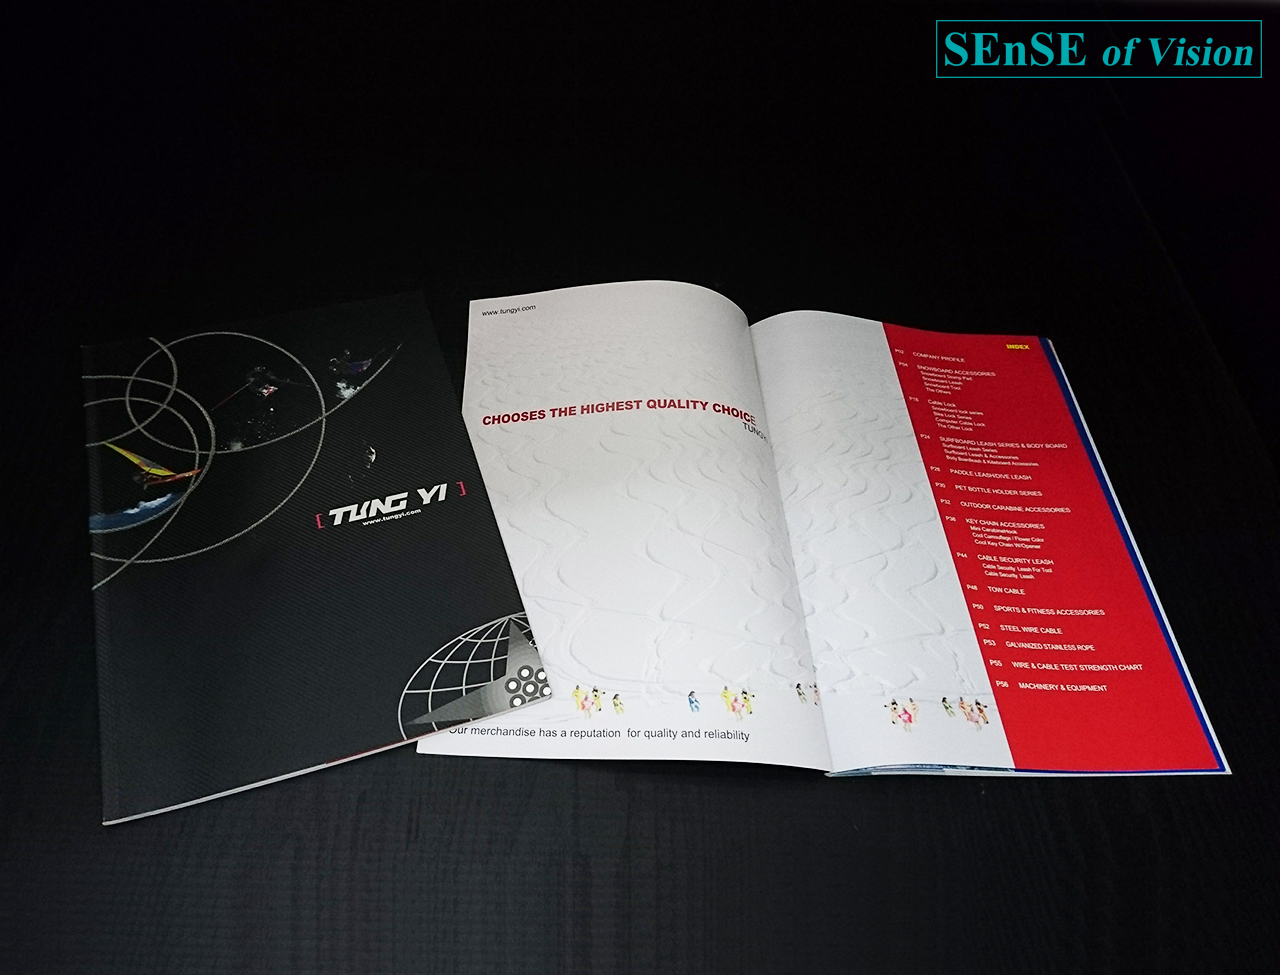 SEnSE of Vision
[ TUNG YI ]
www.tungyi.com
www.tungyi.com
CHOOSES THE HIGHEST QUALITY CHOICE
TUNG
Our merchandise has a reputation for quality and reliability
INDEX
P02 COMPANY PROFILE
P04 SNOWBOARD ACCESSORIES
Snowboard Stomp Pad
Snowboard Leash
Snowboard Tool
The Others
P18 Cable Lock
Snowboard lock series
Bike Lock Series
Computer Cable Lock
The Other Lock
P24 SURFBOARD LEASH SERIES & BODY BOARD
Surfboard Leash Series
Surfboard Leash & Accessories
Body Boardleash & Kiteboard Accessories
P28 PADDLE LEASH/DIVE LEASH
P30 PET BOTTLE HOLDER SERIES
P32 OUTDOOR CARABINE ACCESSORIES
P38 KEY CHAIN ACCESSORIES
Mini Carabine/Hook
Cool Camouflage / Flower Color
Cool Key Chain W/Opener
P44 CABLE SECURITY LEASH
Cable Security Leash For Tool
Cable Security Leash
P48 TOW CABLE
P50 SPORTS & FITNESS ACCESSORIES
P52 STEEL WIRE CABLE
P53 GALVANIZED STAINLESS ROPE
P55 WIRE & CABLE TEST STRENGTH CHART
P56 MACHINERY & EQUIPMENT